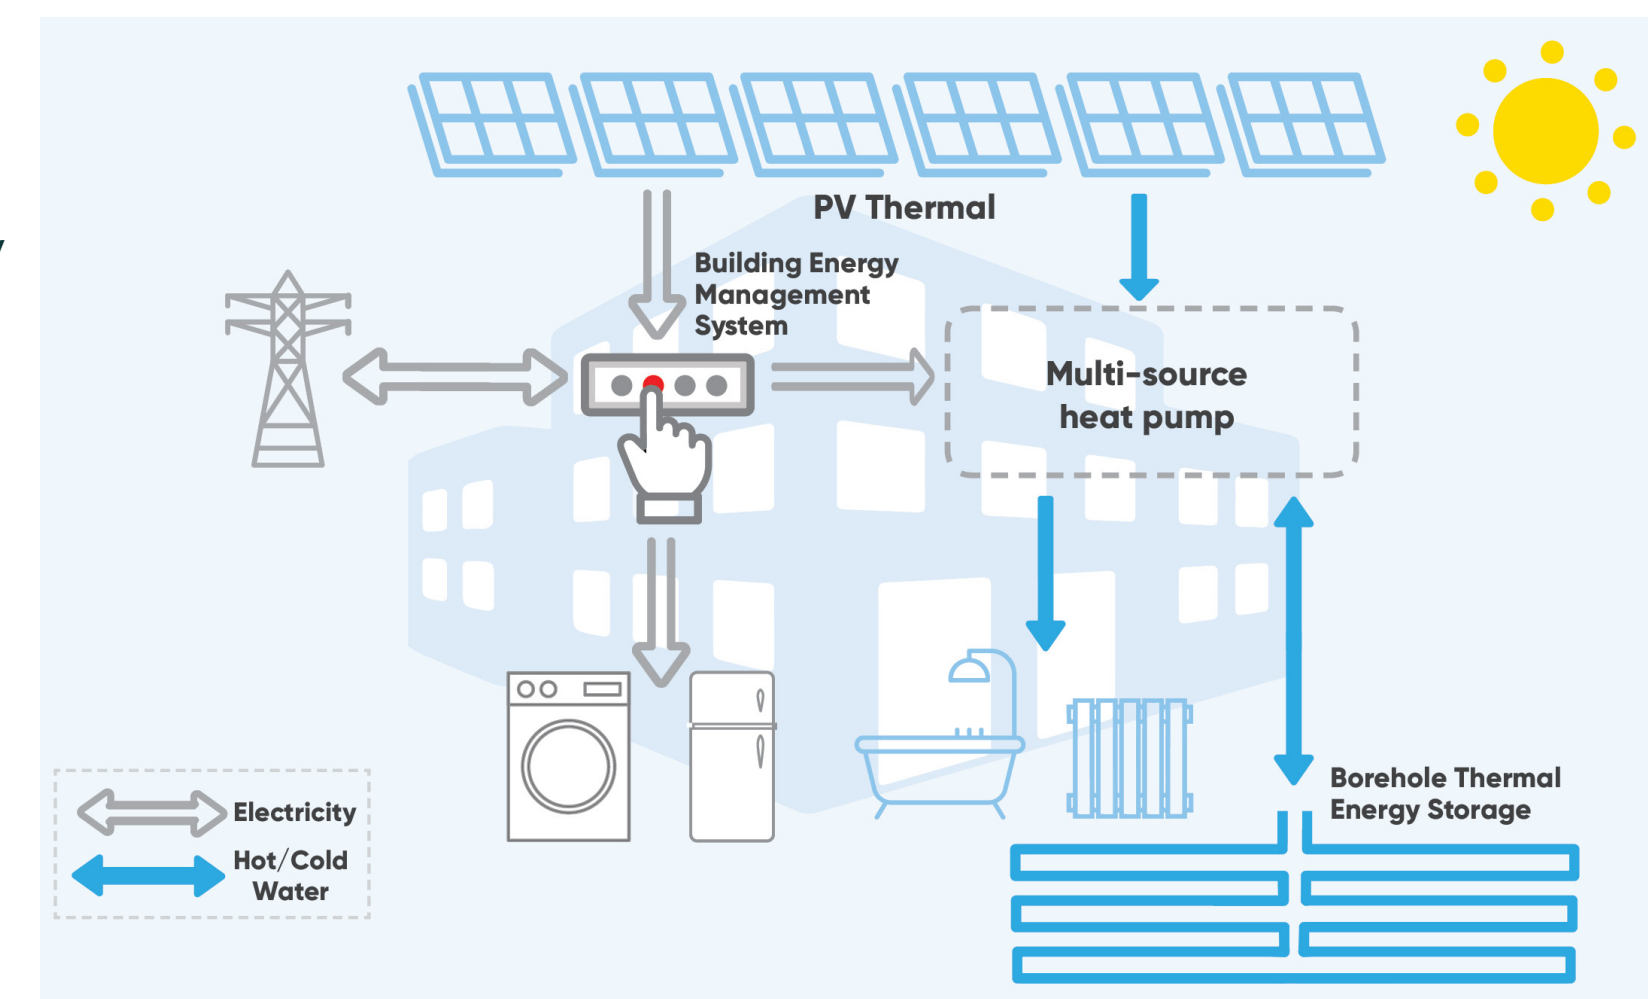 PV Thermal
Building Energy
Management
System
Multi-source
heat pump
Borehole Thermal
Energy Storage
Electricity
Hot/Cold
Water